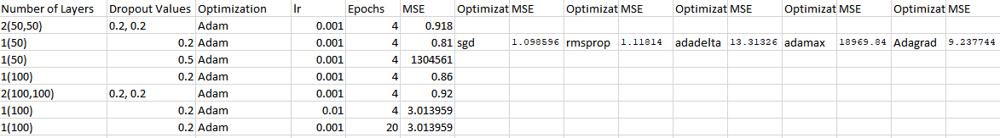 Number of Layers Dropout Values Optimization lr Epochs MSE Optimizat MSE Optimizat MSE Optimizat MSE Optimizat MSE Optimizat MSE
2(50,50) 0.2, 0.2 Adam 0.001 4 0.918
1(50) 0.2 Adam 0.001 4 0.81 sgd 1.098596 rmsprop 1.11814 adadelta 13.31326 adamax 18969.84 Adagrad 9.237744
1(50) 0.5 Adam 0.001 4 1304561
1(100) 0.2 Adam 0.001 4 0.86
2(100,100) 0.2, 0.2 Adam 0.001 4 0.92
1(100) 0.2 Adam 0.01 4 3.013959
1(100) 0.2 Adam 0.001 20 3.013959